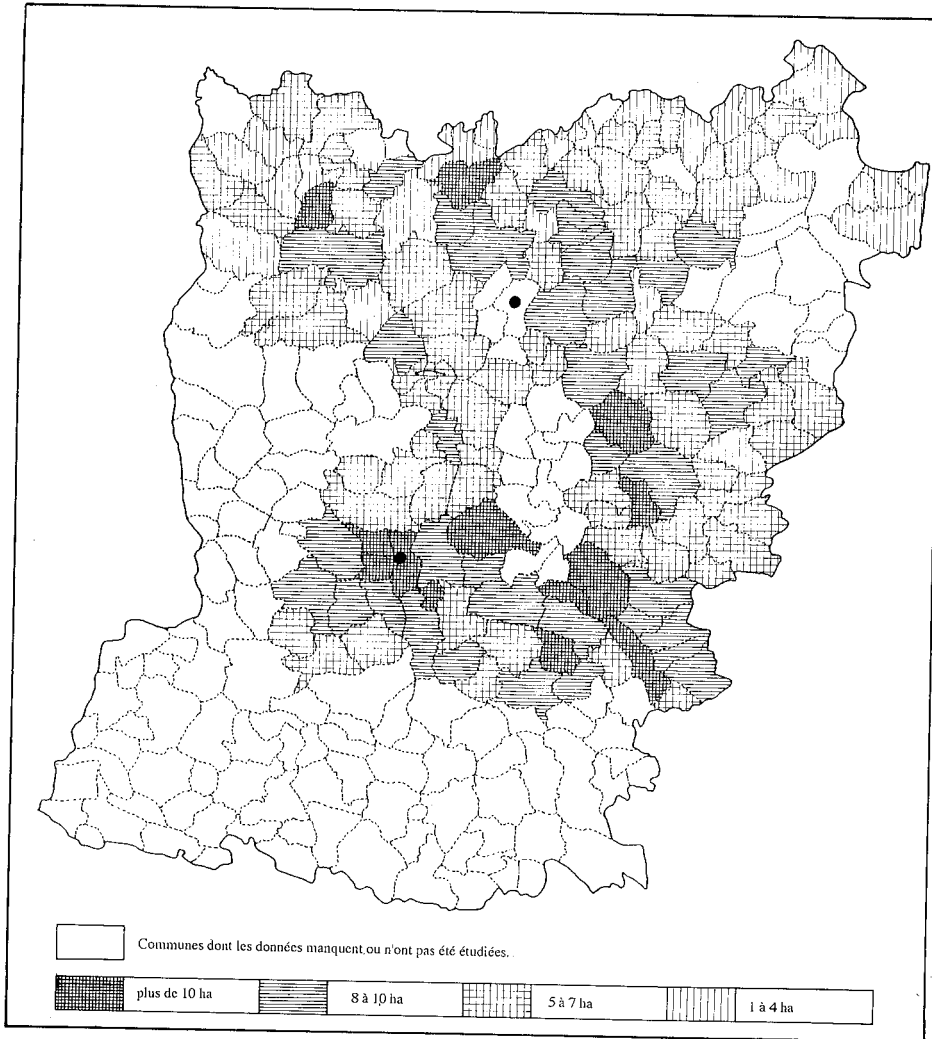 Communes dont les données manquent ou n'ont pas été étudiées.
plus de 10 ha
8 à 10 ha
5 à 7 ha
1 à 4 ha